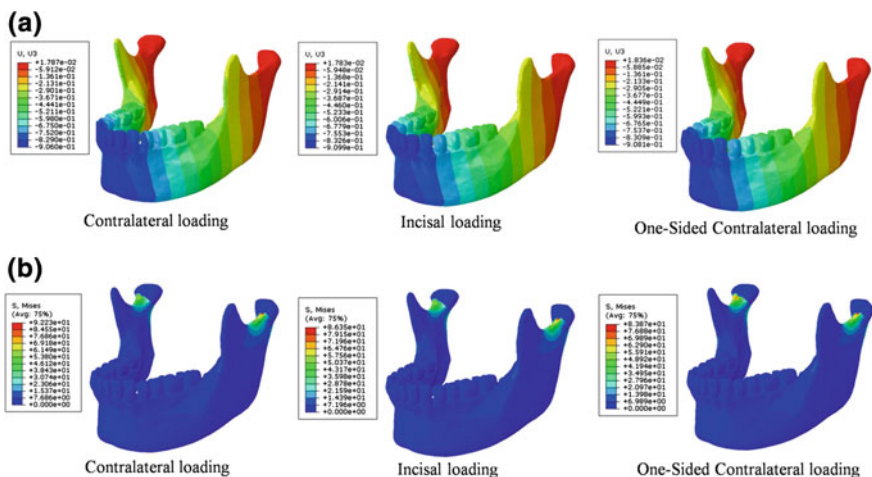 (a)
U, U3
+1.787e-02
-5.912e-02
-1.361e-01
-2.131e-01
-2.901e-01
-3.671e-01
-4.441e-01
-5.211e-01
-5.980e-01
-6.750e-01
-7.520e-01
-8.290e-01
-9.060e-01
Contralateral loading
U, U3
+1.783e-02
-5.948e-02
-1.368e-01
-2.141e-01
-2.914e-01
-3.687e-01
-4.460e-01
-5.233e-01
-6.006e-01
-6.779e-01
-7.553e-01
-8.326e-01
-9.099e-01
Incisal loading
U, U3
+1.836e-02
-5.885e-02
-1.361e-01
-2.133e-01
-2.905e-01
-3.677e-01
-4.449e-01
-5.221e-01
-5.993e-01
-6.765e-01
-7.537e-01
-8.309e-01
-9.081e-01
One-Sided Contralateral loading
(b)
S, Mises
(Avg: 75%)
+9.223e+01
+8.455e+01
+7.686e+01
+6.918e+01
+6.149e+01
+5.380e+01
+4.612e+01
+3.843e+01
+3.074e+01
+2.306e+01
+1.537e+01
+7.686e+00
+0.000e+00
Contralateral loading
S, Mises
(Avg: 75%)
+8.635e+01
+7.915e+01
+7.196e+01
+6.476e+01
+5.756e+01
+5.037e+01
+4.317e+01
+3.598e+01
+2.878e+01
+2.159e+01
+1.439e+01
+7.196e+00
+0.000e+00
Incisal loading
S, Mises
(Avg: 75%)
+8.387e+01
+7.688e+01
+6.989e+01
+6.290e+01
+5.591e+01
+4.892e+01
+4.194e+01
+3.495e+01
+2.796e+01
+2.097e+01
+1.398e+01
+6.989e+00
+0.000e+00
One-Sided Contralateral loading